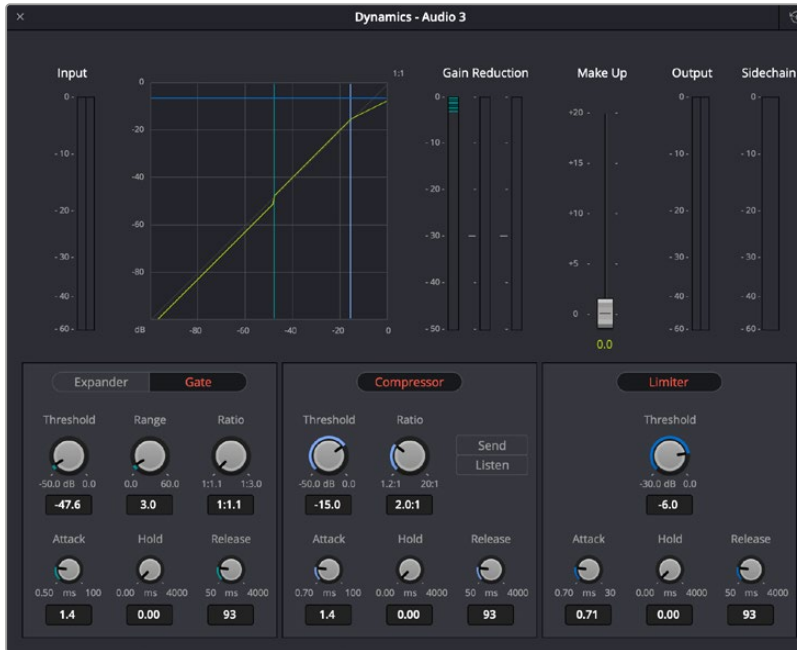 × Dynamics - Audio 3
Input 1:1 Gain Reduction Make Up Output Sidechain
0 -20 -40 -60 -80
dB -80 -60 -40 -20 0
0- -10- -20- -30- -40- -60-
0- -10- -20- -30- -40- -50-
+20 - +15 - +10 - +5 - 0 -
0.0
0- -10- -20- -30- -40- -60-
0- -10- -20- -30- -40- -60-
Expander Gate
Threshold Range Ratio
-50.0 dB 0.0 0.0 60.0 1:1.1 1:3.0
-47.6 3.0 1:1.1
Attack Hold Release
0.50 ms 100 0.00 ms 4000 50 ms 4000
1.4 0.00 93
Compressor
Threshold Ratio
Send
Listen
-50.0 dB 0.0 1.2:1 20:1
-15.0 2.0:1
Attack Hold Release
0.70 ms 100 0.00 ms 4000 50 ms 4000
1.4 0.00 93
Limiter
Threshold
-30.0 dB 0.0
-6.0
Attack Hold Release
0.70 ms 30 0.00 ms 4000 50 ms 4000
0.71 0.00 93